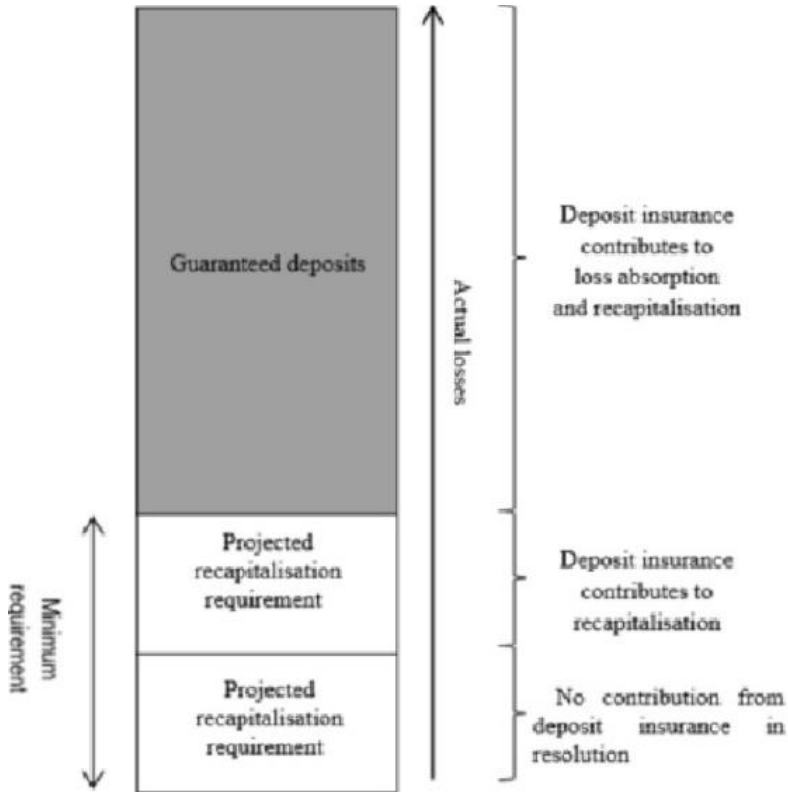 Guaranteed deposits
Projected
recapitalisation
requirement
Projected
recapitalisation
requirement
Minimum
requirement
Actual losses
Deposit insurance
contributes to
loss absorption
and recapitalisation
Deposit insurance
contributes to
recapitalisation
No contribution from
deposit insurance in
resolution